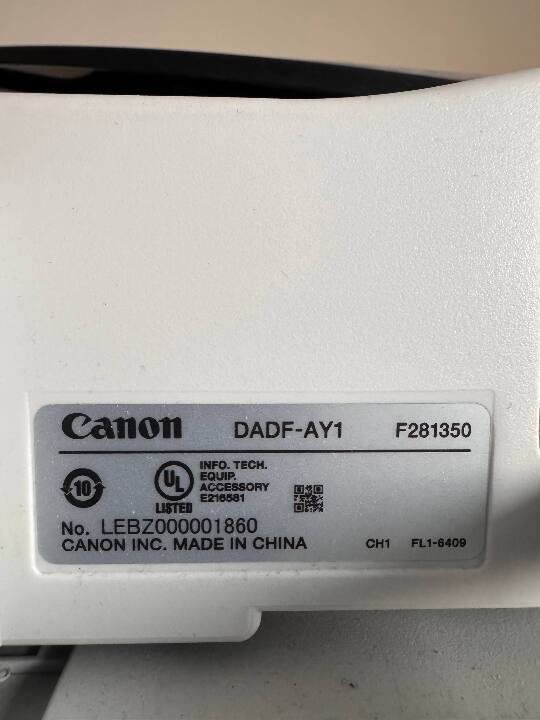 Canon DADF-AY1 F281350
10
UL
LISTED
INFO. TECH.
EQUIP.
ACCESSORY
E216581
No. LEBZ000001860
CANON INC. MADE IN CHINA CH1 FL1-6409